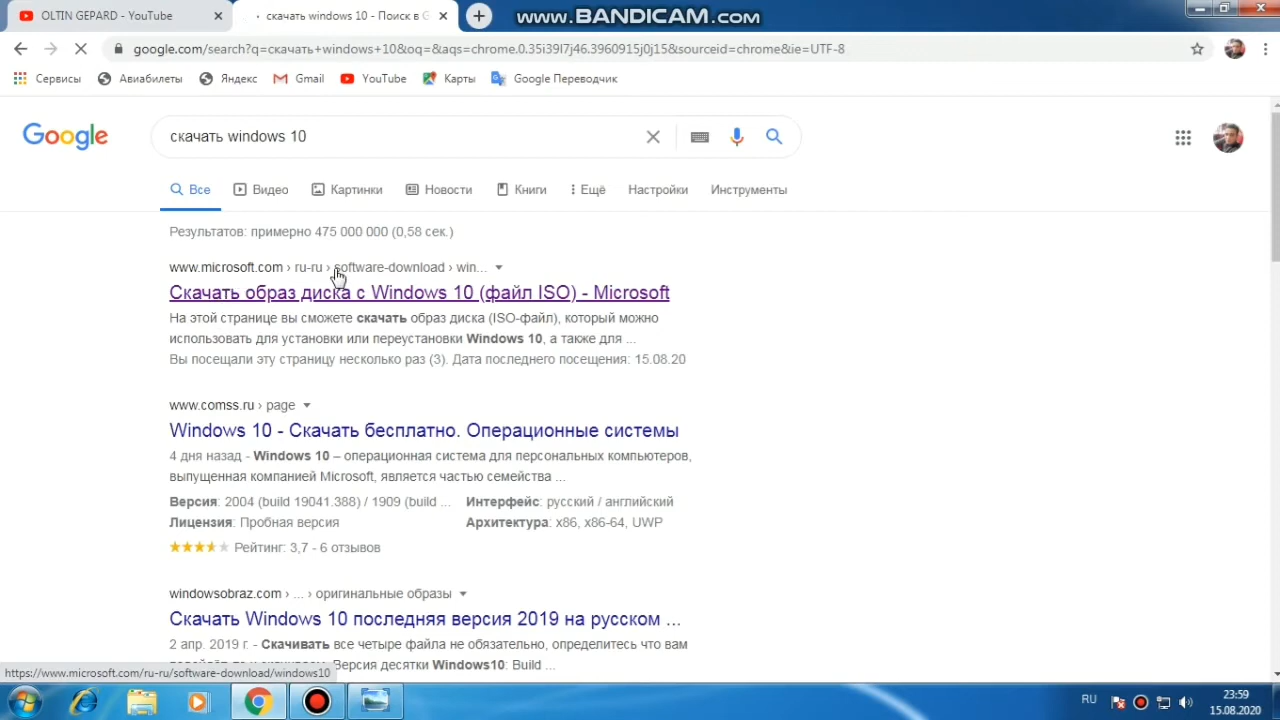 OLTIN GEPARD - YouTube
скачать windows 10 - Поиск в G
www.BANDICAM.com
google.com/search?q=скачать+windows+10&oq=&aqs=chrome.0.35i39l7j46.3960915j0j15&sourceid=chrome&ie=UTF-8
Сервисы Авиабилеты Яндекс Gmail YouTube Карты Google Переводчик
Google
скачать windows 10
Все Видео Картинки Новости Книги Ещё Настройки Инструменты
Результатов: примерно 475 000 000 (0,58 сек.)
www.microsoft.com › ru-ru › software-download › win...
Скачать образ диска с Windows 10 (файл ISO) - Microsoft
На этой странице вы сможете скачать образ диска (ISO-файл), который можно
использовать для установки или переустановки Windows 10, а также для ...
Вы посещали эту страницу несколько раз (3). Дата последнего посещения: 15.08.20
www.comss.ru › page
Windows 10 - Скачать бесплатно. Операционные системы
4 дня назад - Windows 10 – операционная система для персональных компьютеров,
выпущенная компанией Microsoft, является частью семейства ...
Версия: 2004 (build 19041.388) / 1909 (build ... Интерфейс: русский / английский
Лицензия: Пробная версия Архитектура: x86, x86-64, UWP
Рейтинг: 3,7 - 6 отзывов
windowsobraz.com › ... › оригинальные образы
Скачать Windows 10 последняя версия 2019 на русском ...
2 апр. 2019 г. - Скачивать все четыре файла не обязательно, определитесь что вам
Версия десятки Windows10: Build ...
https://www.microsoft.com/ru-ru/software-download/windows10
RU
23:59
15.08.2020